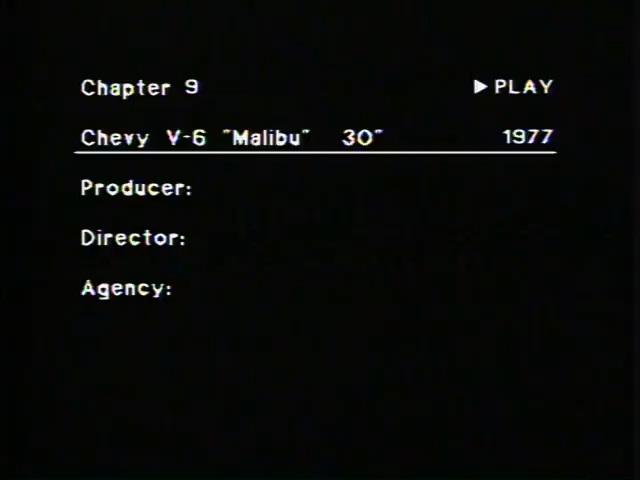 Chapter 9 ▶ PLAY
Chevy V-6 "Malibu" 30" 1977
Producer:
Director:
Agency: